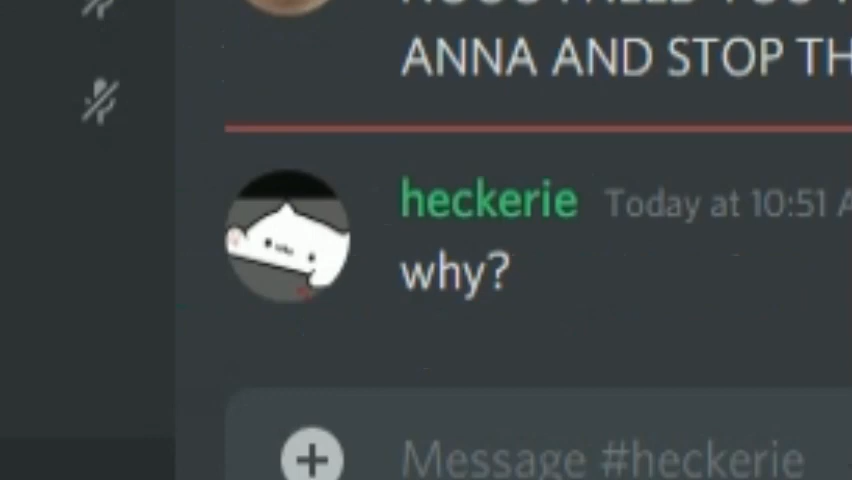 ANNA AND STOP TH
heckerie Today at 10:51 A
why?
Message #heckerie